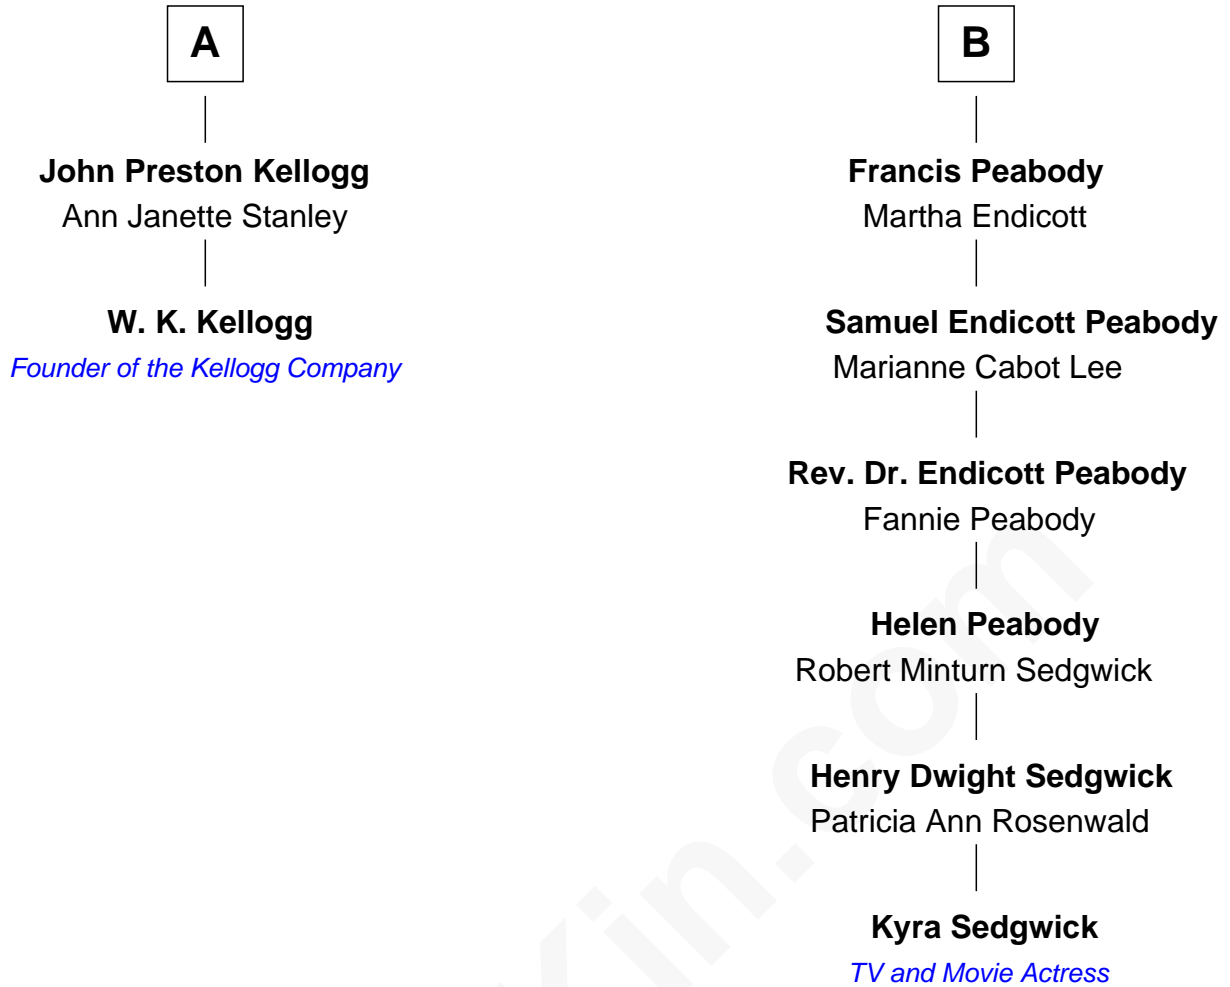 A
John Preston Kellogg
Ann Janette Stanley
W. K. Kellogg
Founder of the Kellogg Company
B
Francis Peabody
Martha Endicott
Samuel Endicott Peabody
Marianne Cabot Lee
Rev. Dr. Endicott Peabody
Fannie Peabody
Helen Peabody
Robert Minturn Sedgwick
Henry Dwight Sedgwick
Patricia Ann Rosenwald
Kyra Sedgwick
TV and Movie Actress
in.com